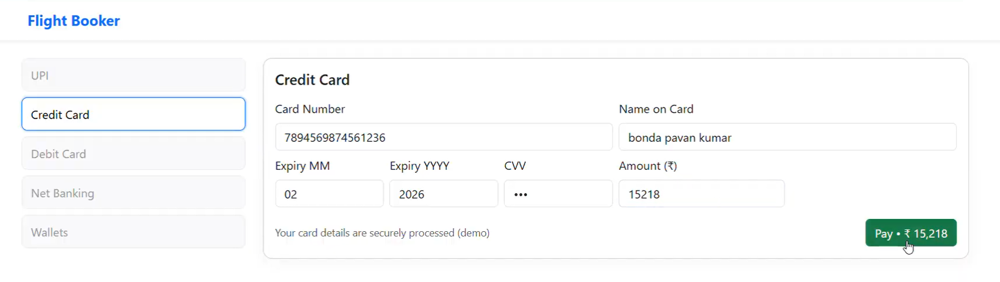 Flight Booker
UPI
Credit Card
Debit Card
Net Banking
Wallets
Credit Card
Card Number
Name on Card
7894569874561236
bonda pavan kumar
Expiry MM
Expiry YYYY
CVV
Amount (₹)
02
2026
•••
15218
Your card details are securely processed (demo)
Pay • ₹ 15,218